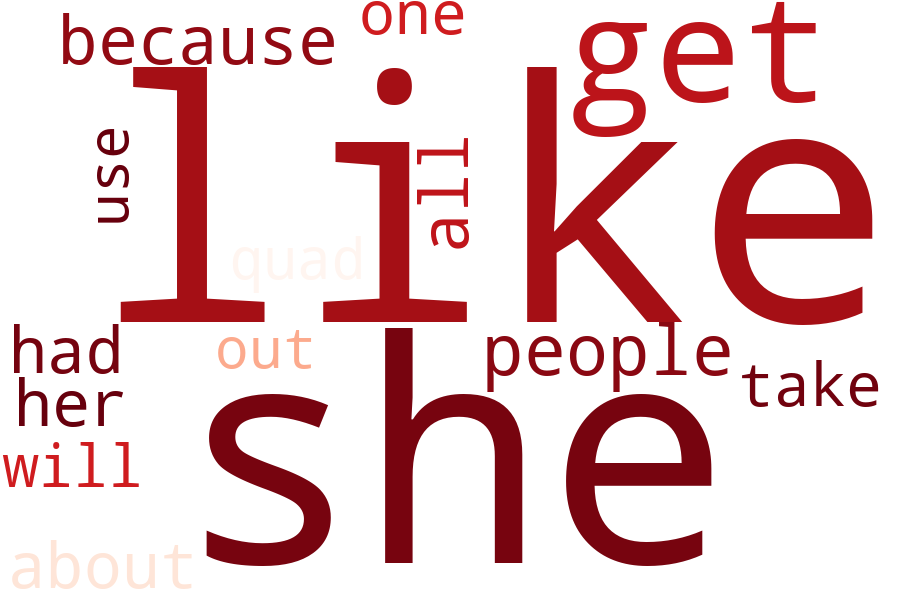 because
one
get
like
use
all
quad
had
out
people
take
her
she
will
about